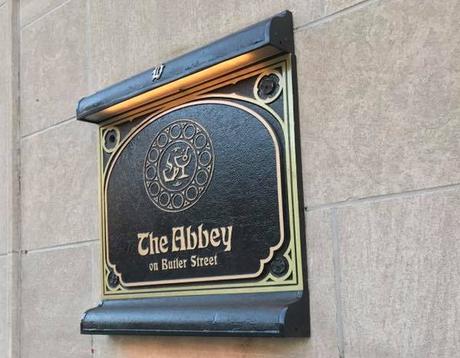 The Abbey
on Butler Street